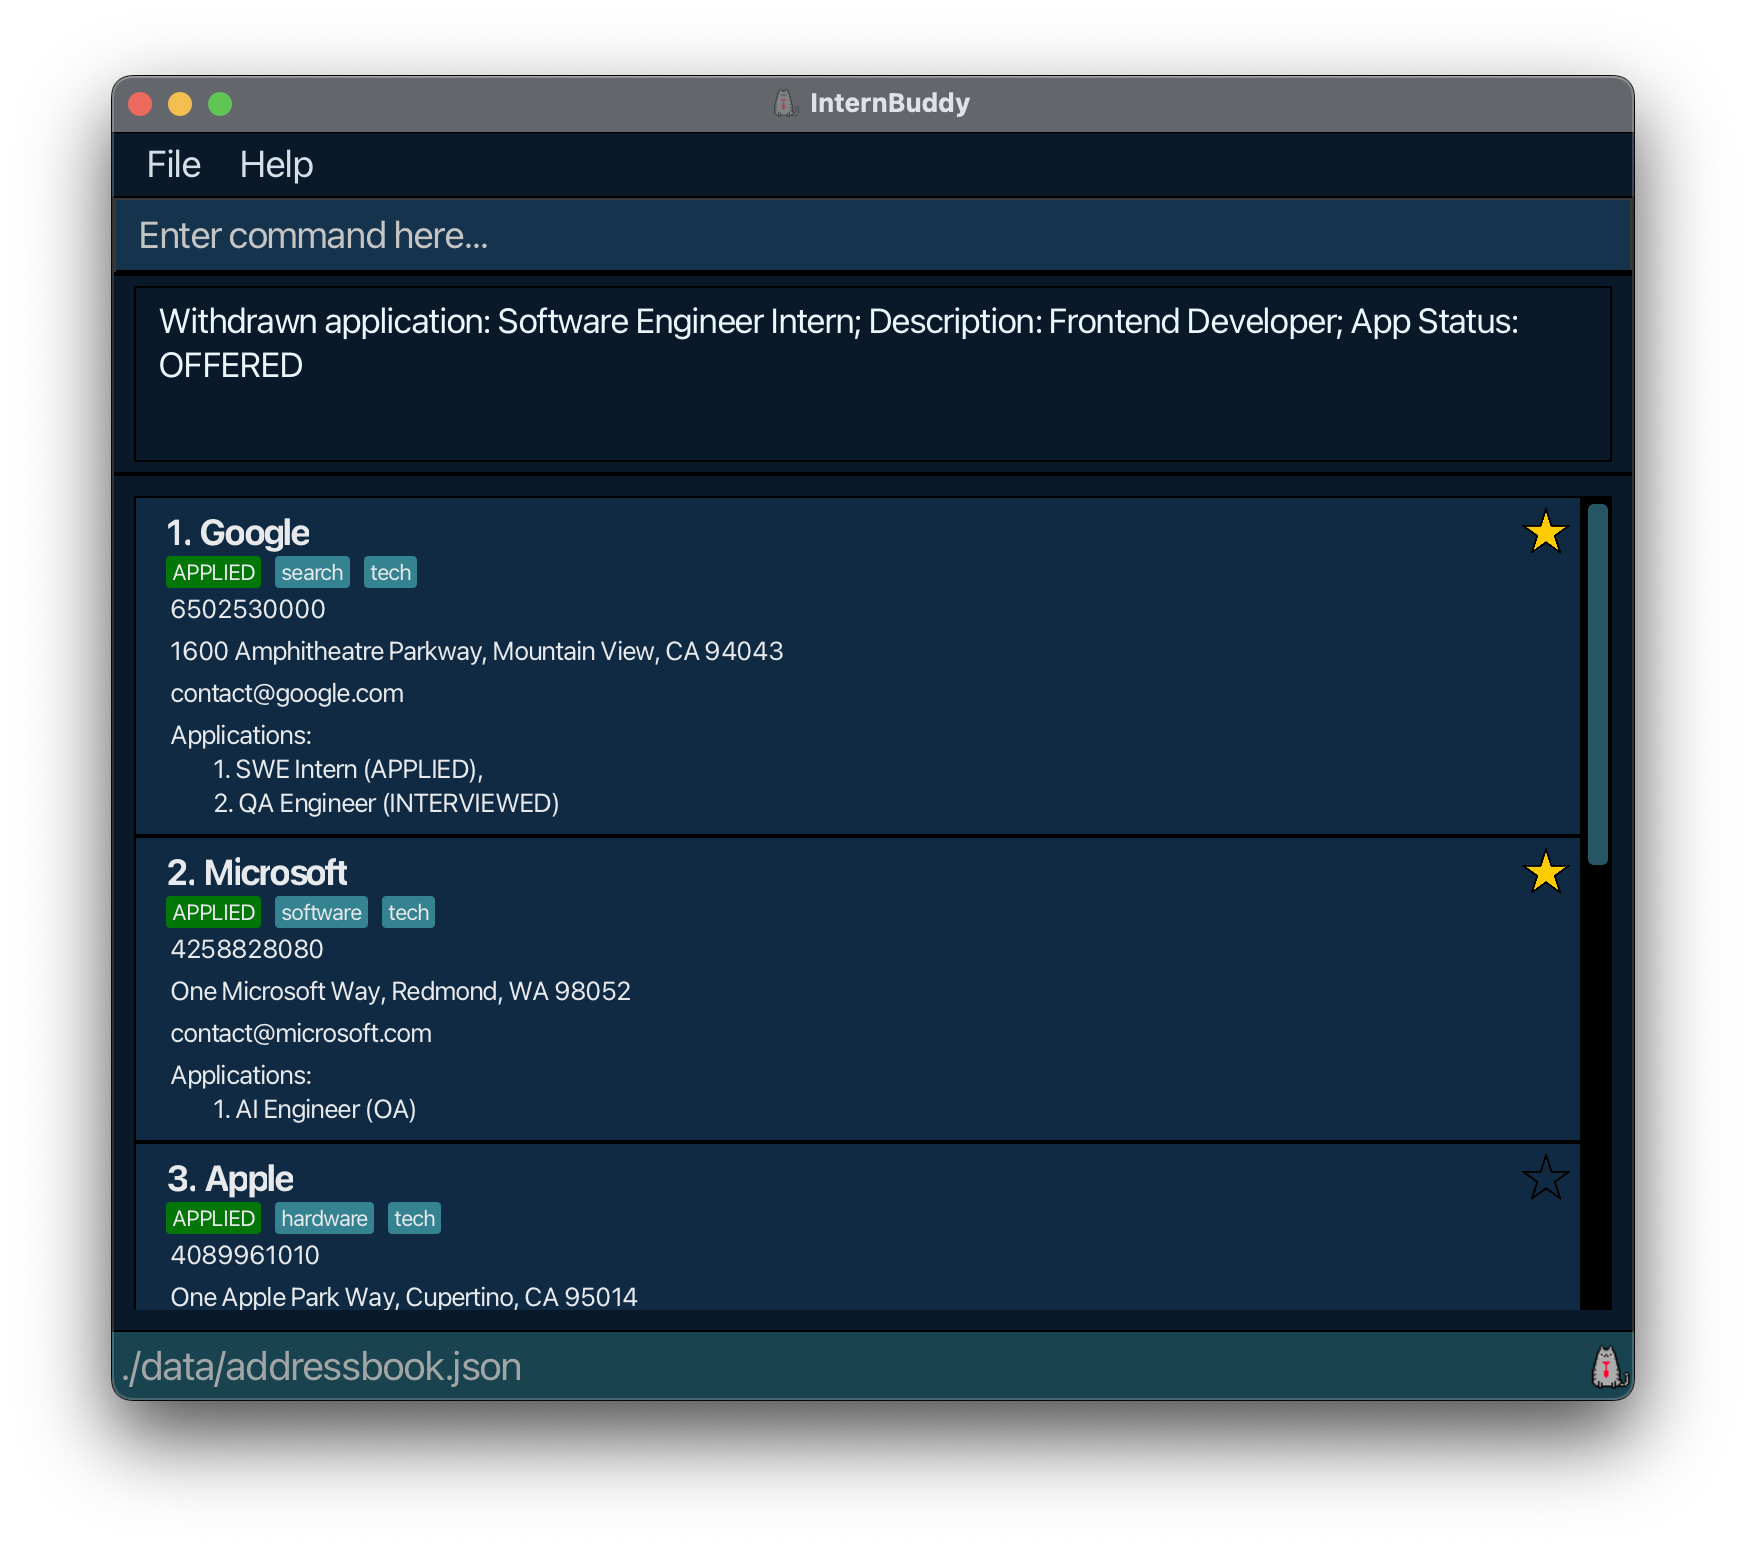 InternBuddy
File Help
Enter command here...
Withdrawn application: Software Engineer Intern; Description: Frontend Developer; App Status:
OFFERED
1. Google
APPLIED search tech
6502530000
1600 Amphitheatre Parkway, Mountain View, CA 94043
contact@google.com
Applications:
1. SWE Intern (APPLIED),
2. QA Engineer (INTERVIEWED)
2. Microsoft
APPLIED software tech
4258828080
One Microsoft Way, Redmond, WA 98052
contact@microsoft.com
Applications:
1. AI Engineer (OA)
3. Apple
APPLIED hardware tech
4089961010
One Apple Park Way, Cupertino, CA 95014
./data/addressbook.json